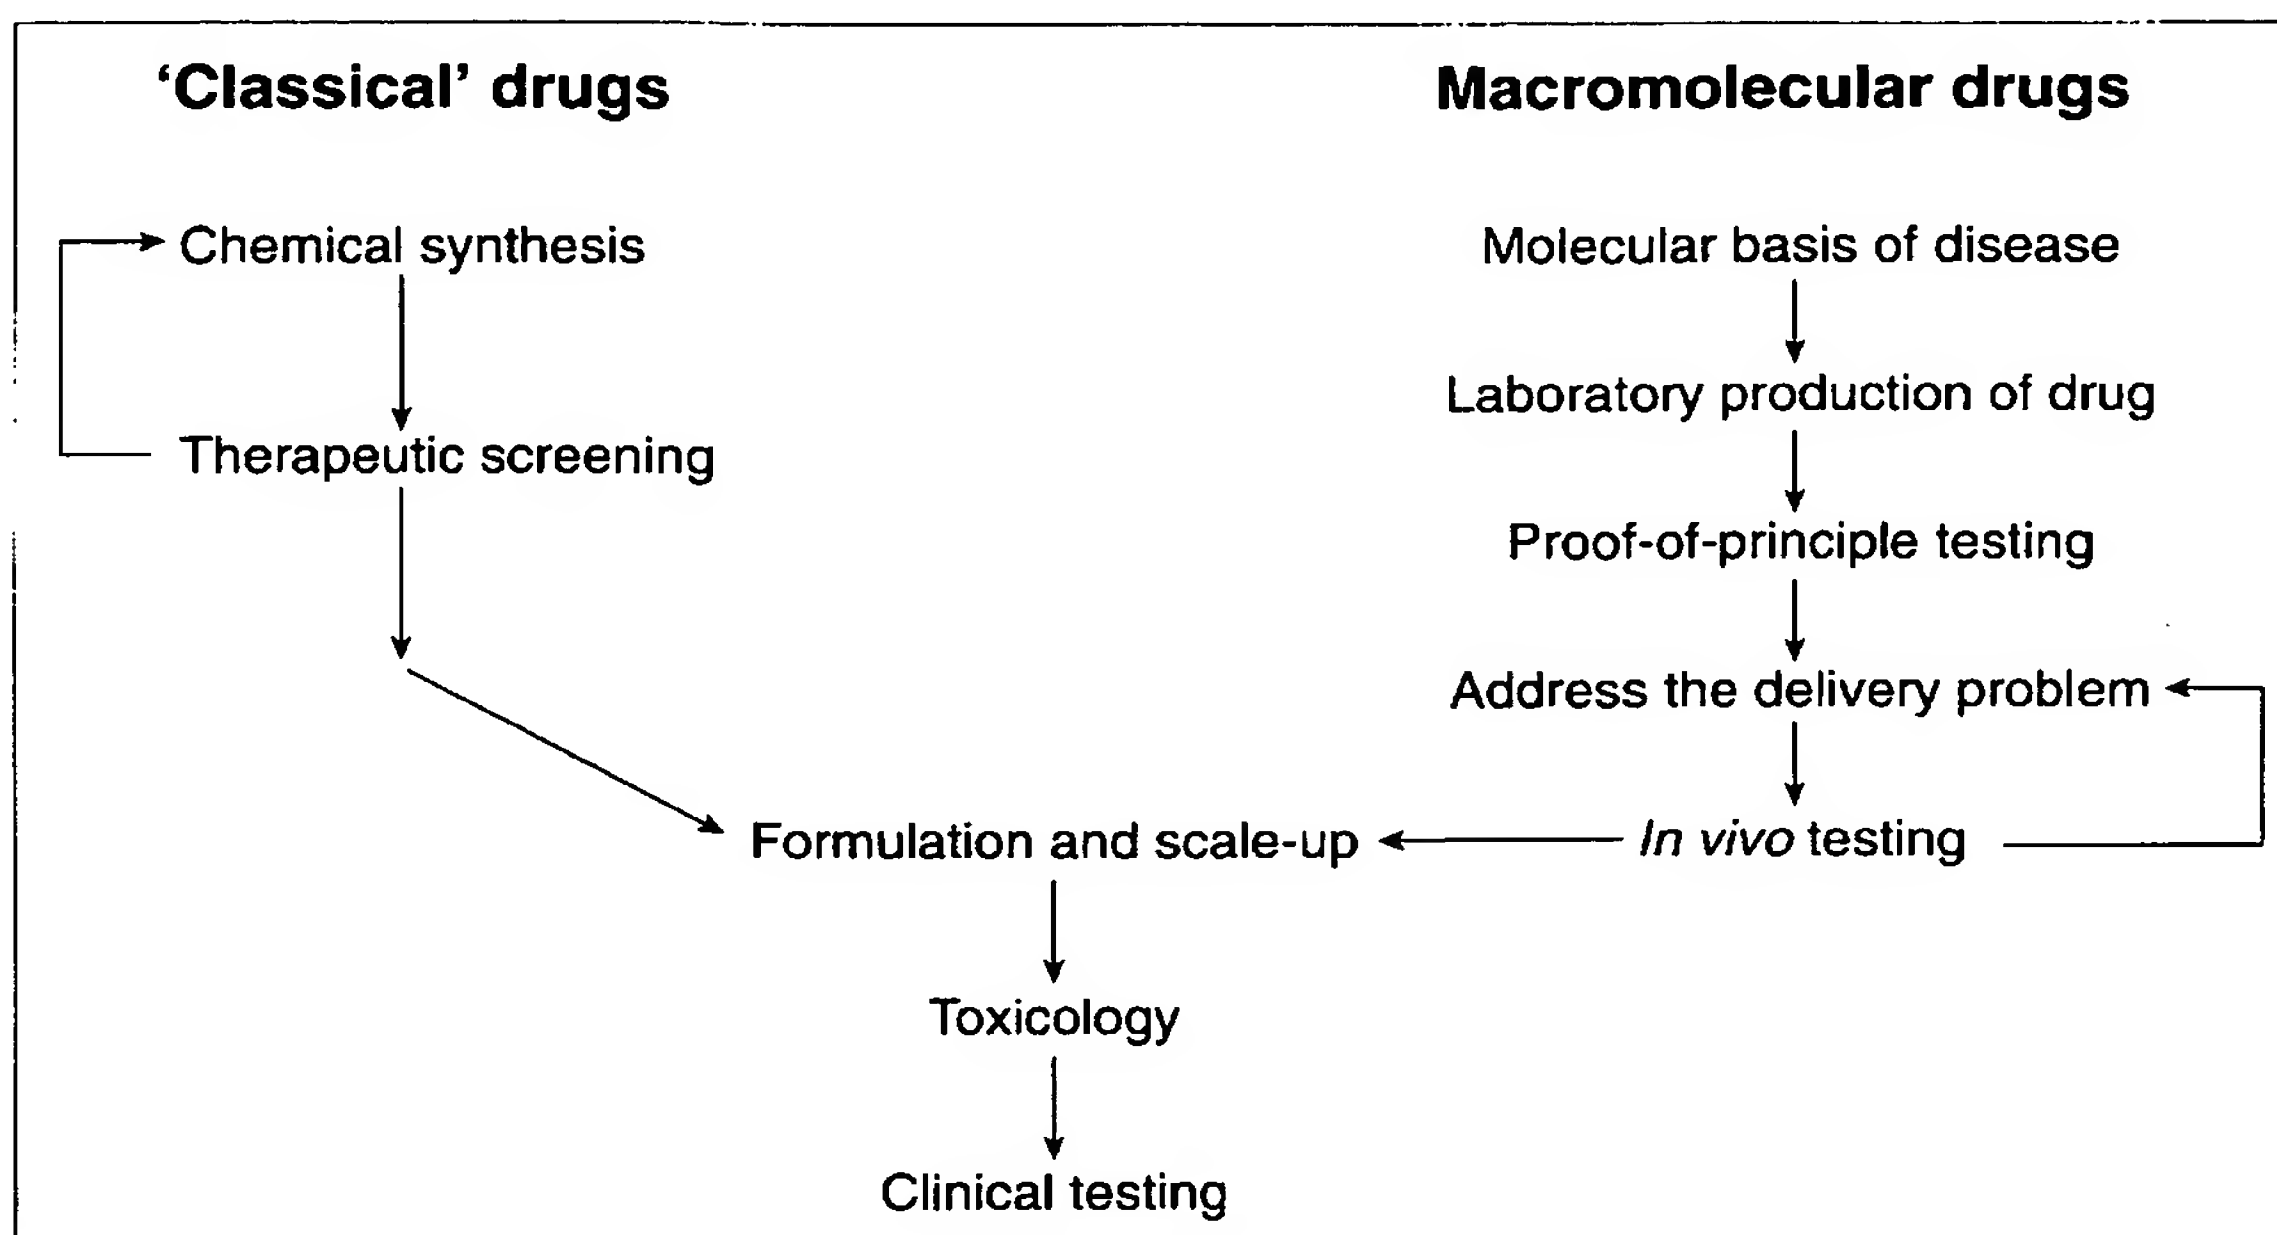 ‘Classical’ drugs
Macromolecular drugs
Chemical synthesis
Therapeutic screening
Molecular basis of disease
Laboratory production of drug
Proof-of-principle testing
Address the delivery problem
In vivo testing
Formulation and scale-up
Toxicology
Clinical testing